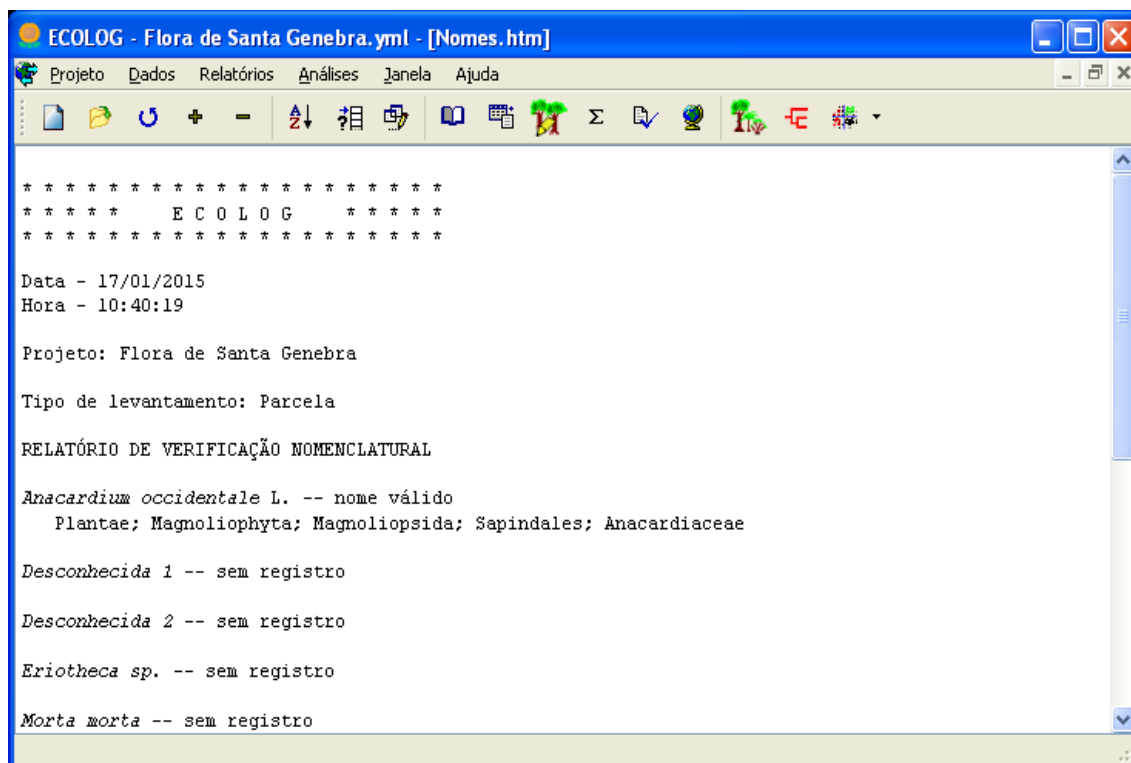 ECOLOG - Flora de Santa Genebra.yml - [Nomes.htm]
Projeto Dados Relatórios Análises Janela Ajuda
* * * * * * * * * * * * * * * * * * * *
* * * * * E C O L O G * * * * *
* * * * * * * * * * * * * * * * * * * *
Data - 17/01/2015
Hora - 10:40:19
Projeto: Flora de Santa Genebra
Tipo de levantamento: Parcela
RELATÓRIO DE VERIFICAÇÃO NOMENCLATURAL
Anacardium occidentale L. -- nome válido
Plantae; Magnoliophyta; Magnoliopsida; Sapindales; Anacardiaceae
Desconhecida 1 -- sem registro
Desconhecida 2 -- sem registro
Eriotheca sp. -- sem registro
Morta morta -- sem registro